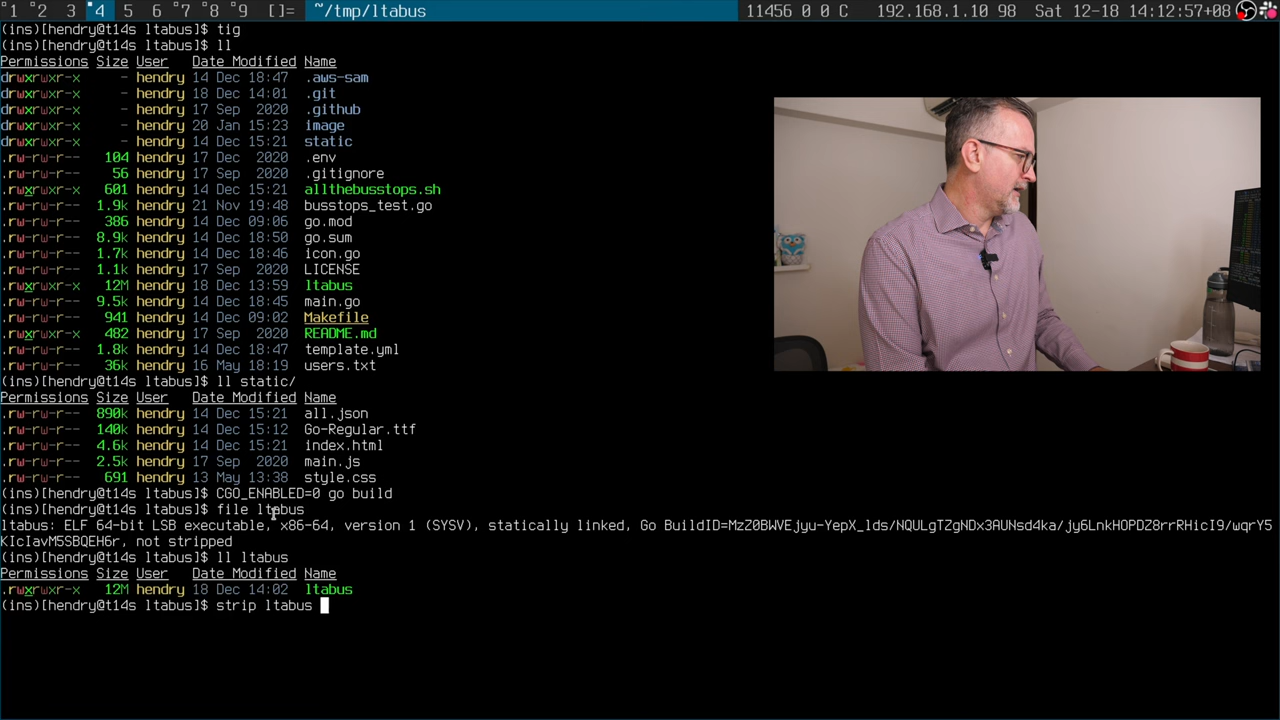 1 2 3 4 5 6 7 8 9 []= ~/tmp/ltabus 11456 0 0 C 192.168.1.10 98 Sat 12-18 14:12:57+08
(ins)[hendry@t14s ltabus]$ tig
(ins)[hendry@t14s ltabus]$ ll
Permissions Size User Date Modified Name
drwxrwxr-x - hendry 14 Dec 18:47 .aws-sam
drwxrwxr-x - hendry 18 Dec 14:01 .git
drwxrwxr-x - hendry 17 Sep 2020 .github
drwxrwxr-x - hendry 20 Jan 15:23 image
drwxrwxr-x - hendry 14 Dec 15:21 static
.rw-rw-r-- 104 hendry 17 Dec 2020 .env
.rw-rw-r-- 56 hendry 17 Sep 2020 .gitignore
.rwxrwxr-x 601 hendry 14 Dec 15:21 allthebusstops.sh
.rw-rw-r-- 1.9k hendry 21 Nov 19:48 busstops_test.go
.rw-rw-r-- 386 hendry 14 Dec 09:06 go.mod
.rw-rw-r-- 8.9k hendry 14 Dec 18:50 go.sum
.rw-rw-r-- 1.7k hendry 14 Dec 18:46 icon.go
.rw-rw-r-- 1.1k hendry 17 Sep 2020 LICENSE
.rwxrwxr-x 12M hendry 18 Dec 13:59 ltabus
.rw-rw-r-- 9.5k hendry 14 Dec 18:45 main.go
.rw-rw-r-- 941 hendry 14 Dec 09:02 Makefile
.rwxrwxr-x 482 hendry 17 Sep 2020 README.md
.rw-rw-r-- 1.8k hendry 14 Dec 18:47 template.yml
.rw-rw-r-- 36k hendry 16 May 18:19 users.txt
(ins)[hendry@t14s ltabus]$ ll static/
Permissions Size User Date Modified Name
.rw-rw-r-- 890k hendry 14 Dec 15:21 all.json
.rw-rw-r-- 140k hendry 14 Dec 15:12 Go-Regular.ttf
.rw-rw-r-- 4.6k hendry 14 Dec 15:21 index.html
.rw-rw-r-- 2.5k hendry 17 Sep 2020 main.js
.rw-rw-r-- 691 hendry 13 May 13:38 style.css
(ins)[hendry@t14s ltabus]$ CGO_ENABLED=0 go build
(ins)[hendry@t14s ltabus]$ file ltabus
ltabus: ELF 64-bit LSB executable, x86-64, version 1 (SYSV), statically linked, Go BuildID=MzZ0BWVEjyu-YepX_lds/NQULgTZgNDx3AUNsd4ka/jy6LnkHOPDZ8rrRHicI9/wqrY5
KIcIavM5SBQEH6r, not stripped
(ins)[hendry@t14s ltabus]$ ll ltabus
Permissions Size User Date Modified Name
.rwxrwxr-x 12M hendry 18 Dec 14:02 ltabus
(ins)[hendry@t14s ltabus]$ strip ltabus